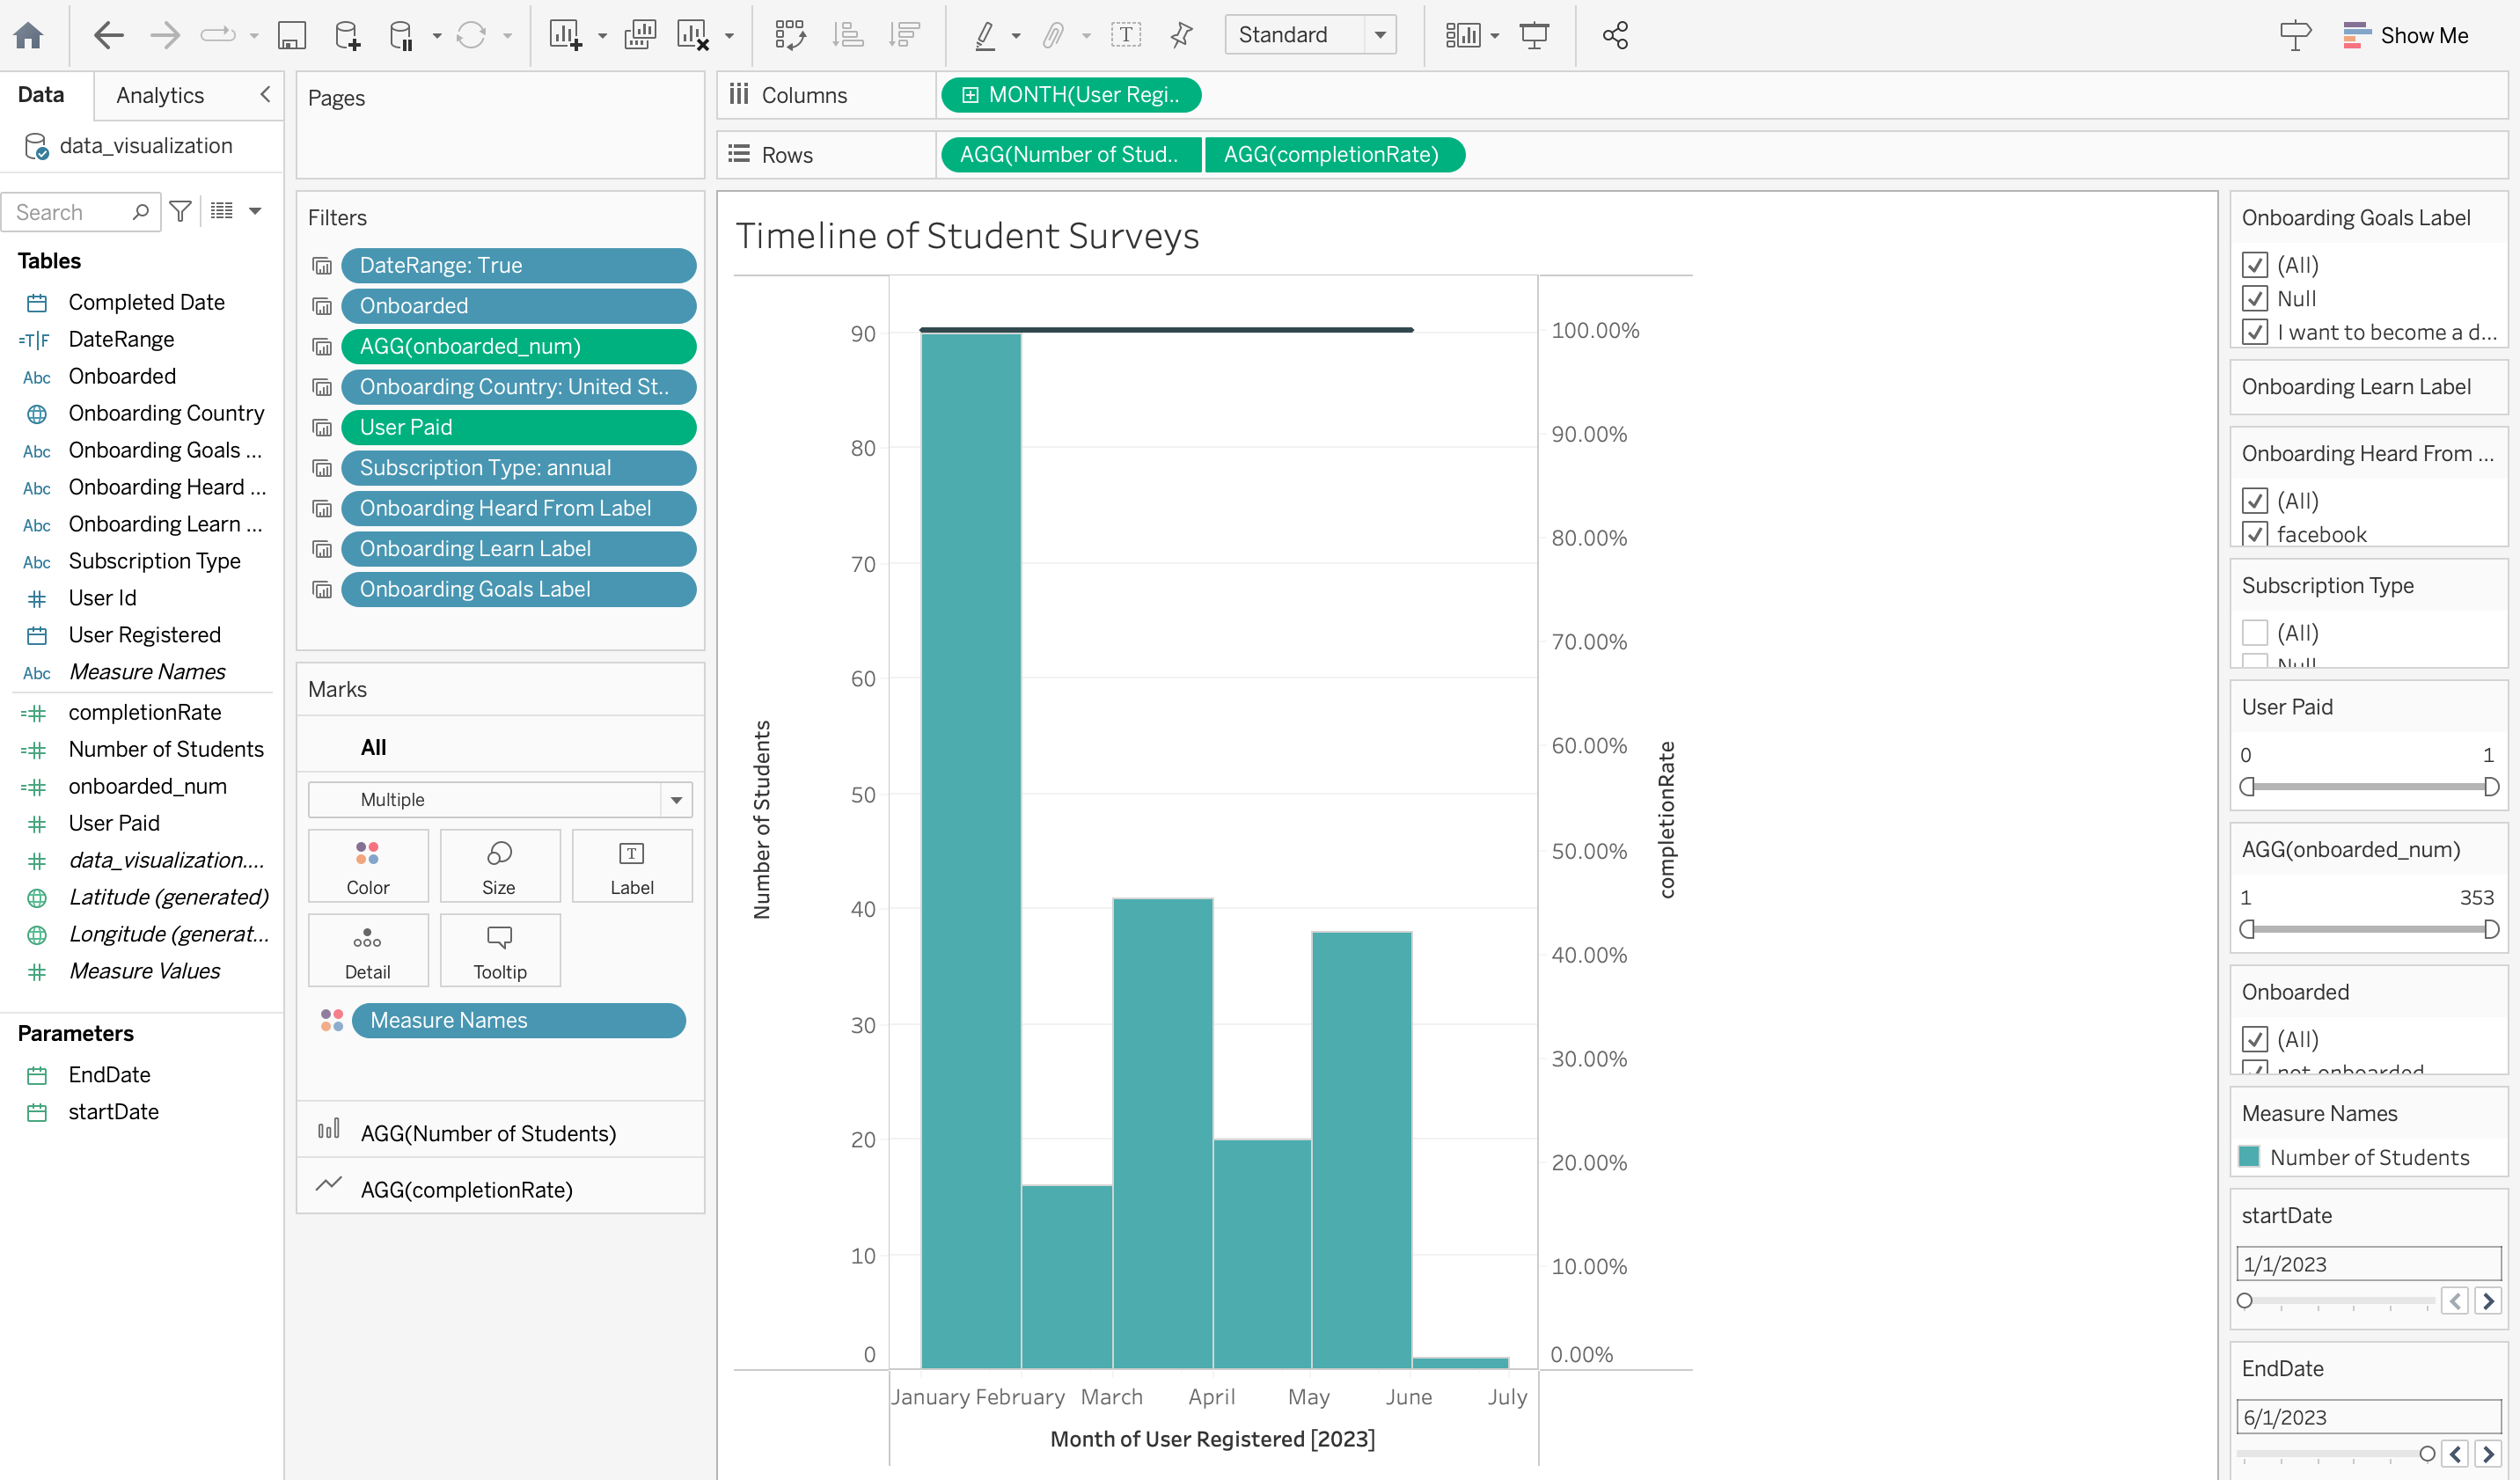 Standard
Show Me
Data
Analytics
data_visualization
Search
Tables
Completed Date
=T|F DateRange
Abc Onboarded
Onboarding Country
Abc Onboarding Goals ...
Abc Onboarding Heard ...
Abc Onboarding Learn ...
Abc Subscription Type
# User Id
User Registered
Abc Measure Names
=# completionRate
=# Number of Students
=# onboarded_num
# User Paid
# data_visualization....
Latitude (generated)
Longitude (generat...
# Measure Values
Parameters
EndDate
startDate
Pages
Filters
DateRange: True
Onboarded
AGG(onboarded_num)
Onboarding Country: United St..
User Paid
Subscription Type: annual
Onboarding Heard From Label
Onboarding Learn Label
Onboarding Goals Label
Marks
All
Multiple
Color
Size
T
Label
Detail
Tooltip
Measure Names
AGG(Number of Students)
AGG(completionRate)
Columns
MONTH(User Regi..
Rows
AGG(Number of Stud..
AGG(completionRate)
Timeline of Student Surveys
Number of Students
90
80
70
60
50
40
30
20
10
0
100.00%
90.00%
80.00%
70.00%
60.00%
50.00%
40.00%
30.00%
20.00%
10.00%
0.00%
completionRate
January February March April May June July
Month of User Registered [2023]
Onboarding Goals Label
(All)
Null
I want to become a d...
Onboarding Learn Label
Onboarding Heard From ...
(All)
facebook
Subscription Type
(All)
Null
User Paid
0 1
AGG(onboarded_num)
1 353
Onboarded
(All)
not-onboarded
Measure Names
Number of Students
startDate
1/1/2023
EndDate
6/1/2023